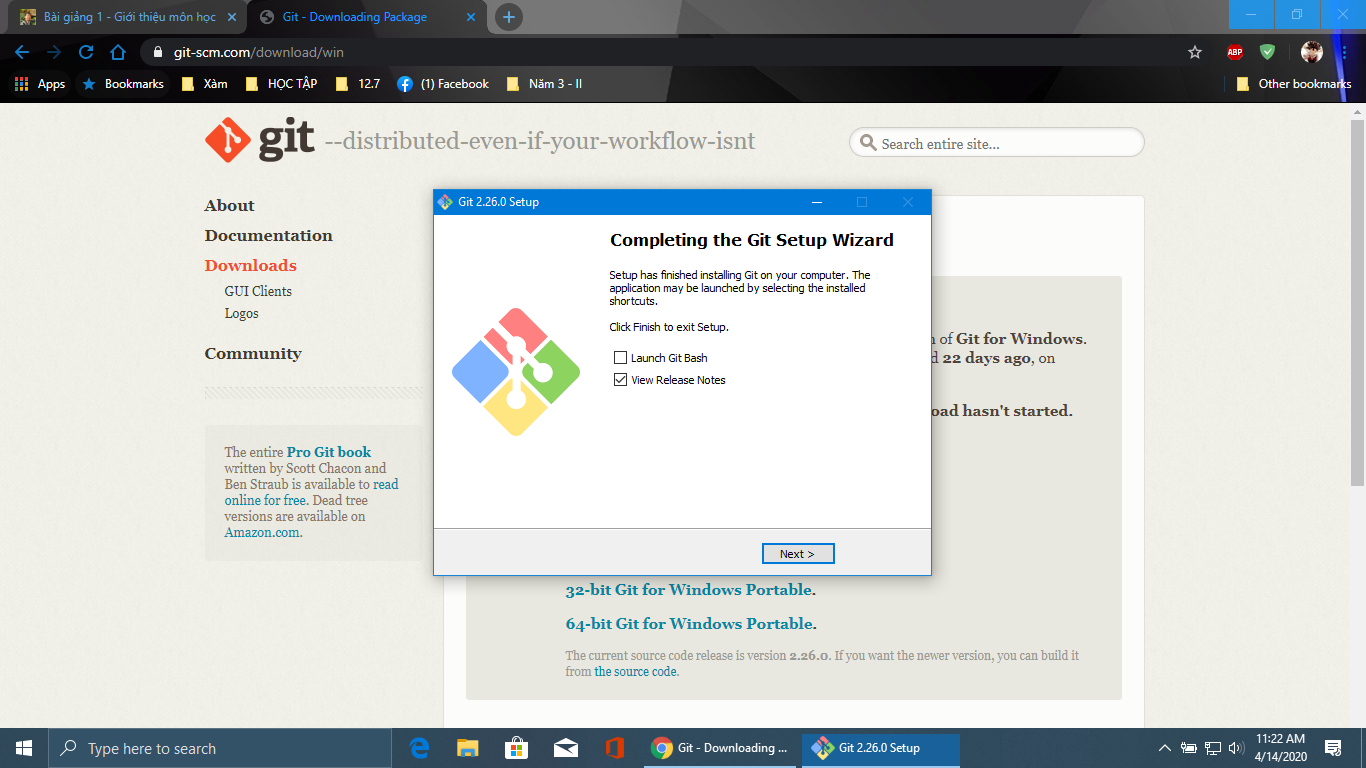 Bài giảng 1 - Giới thiệu môn học
Git - Downloading Package
git-scm.com/download/win
ABP
Apps
Bookmarks
Xàm
HỌC TẬP
12.7
(1) Facebook
Năm 3 - II
Other bookmarks
git --distributed-even-if-your-workflow-isnt
Search entire site...
About
Documentation
Downloads
GUI Clients
Logos
Community
The entire Pro Git book
written by Scott Chacon and
Ben Straub is available to read
online for free. Dead tree
versions are available on
Amazon.com.
Git 2.26.0 Setup
Completing the Git Setup Wizard
Setup has finished installing Git on your computer. The
application may be launched by selecting the installed
shortcuts.
Click Finish to exit Setup.
Launch Git Bash
View Release Notes
Next >
of Git for Windows.
22 days ago, on
hasn't started.
32-bit Git for Windows Portable.
64-bit Git for Windows Portable.
The current source code release is version 2.26.0. If you want the newer version, you can build it
from the source code.
Type here to search
Git - Downloading ...
Git 2.26.0 Setup
11:22 AM
4/14/2020